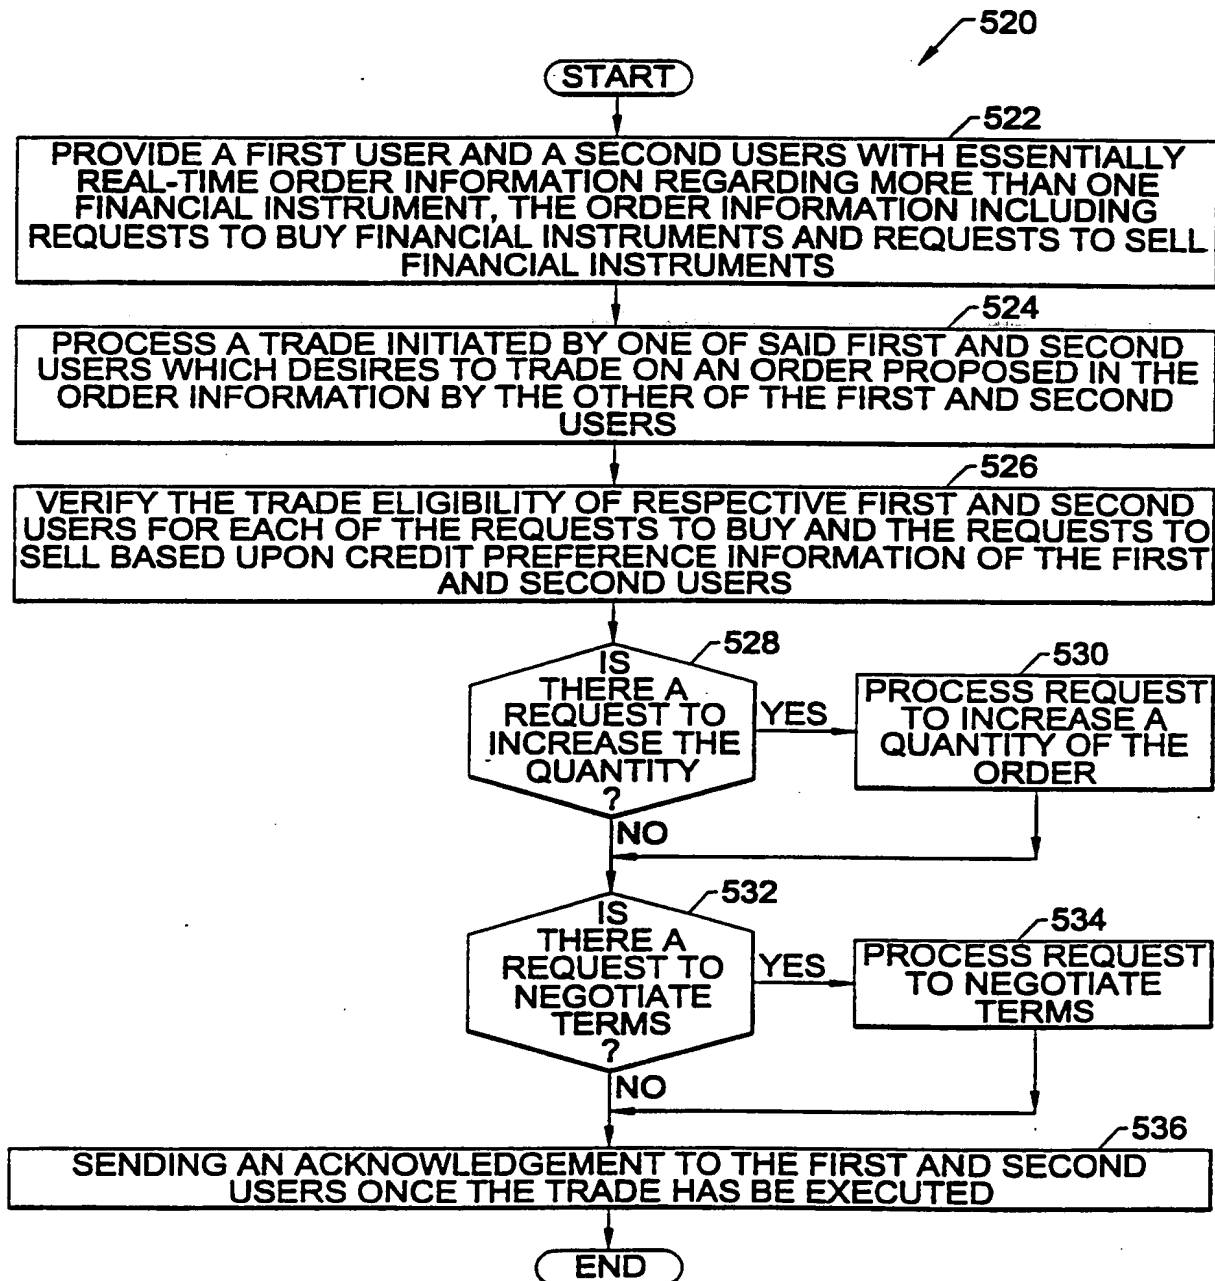 520
START
522
PROVIDE A FIRST USER AND A SECOND USERS WITH ESSENTIALLY
REAL-TIME ORDER INFORMATION REGARDING MORE THAN ONE
FINANCIAL INSTRUMENT, THE ORDER INFORMATION INCLUDING
REQUESTS TO BUY FINANCIAL INSTRUMENTS AND REQUESTS TO SELL
FINANCIAL INSTRUMENTS
524
PROCESS A TRADE INITIATED BY ONE OF SAID FIRST AND SECOND
USERS WHICH DESIRES TO TRADE ON AN ORDER PROPOSED IN THE
ORDER INFORMATION BY THE OTHER OF THE FIRST AND SECOND
USERS
526
VERIFY THE TRADE ELIGIBILITY OF RESPECTIVE FIRST AND SECOND
USERS FOR EACH OF THE REQUESTS TO BUY AND THE REQUESTS TO
SELL BASED UPON CREDIT PREFERENCE INFORMATION OF THE FIRST
AND SECOND USERS
528
IS
THERE A
REQUEST TO
INCREASE THE
QUANTITY
?
YES
530
PROCESS REQUEST
TO INCREASE A
QUANTITY OF THE
ORDER
NO
532
IS
THERE A
REQUEST TO
NEGOTIATE
TERMS
?
YES
534
PROCESS REQUEST
TO NEGOTIATE
TERMS
NO
536
SENDING AN ACKNOWLEDGEMENT TO THE FIRST AND SECOND
USERS ONCE THE TRADE HAS BE EXECUTED
END